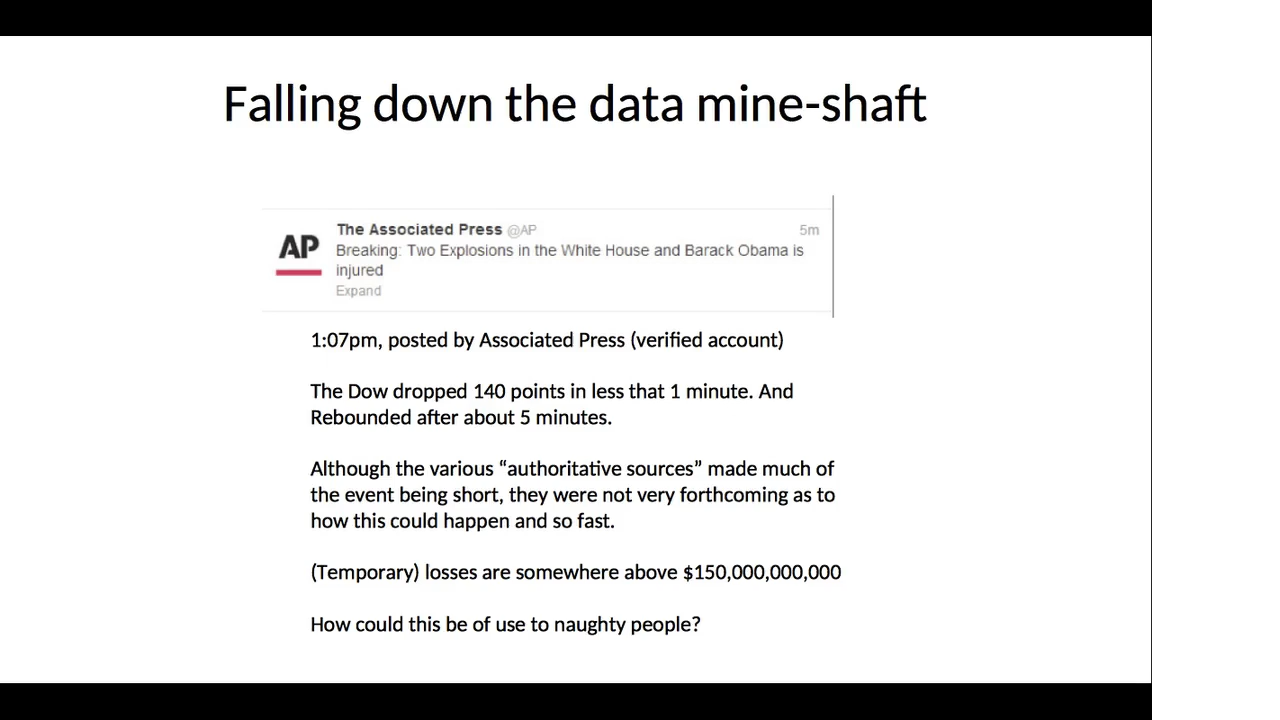 Falling down the data mine-shaft
AP
The Associated Press @AP 5m
Breaking: Two Explosions in the White House and Barack Obama is
injured
Expand
1:07pm, posted by Associated Press (verified account)
The Dow dropped 140 points in less that 1 minute. And
Rebounded after about 5 minutes.
Although the various “authoritative sources” made much of
the event being short, they were not very forthcoming as to
how this could happen and so fast.
(Temporary) losses are somewhere above $150,000,000,000
How could this be of use to naughty people?